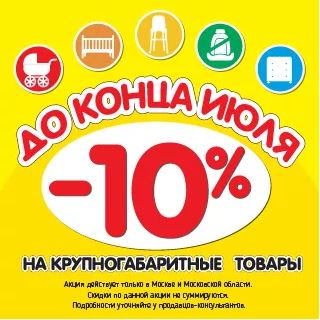 ДО КОНЦА ИЮЛЯ
-10%
НА КРУПНОГАБАРИТНЫЕ ТОВАРЫ
Акция действует только в Москве и Московской области.
Скидки по данной акции не суммируются.
Подробности уточняйте у продавцов-консультантов.